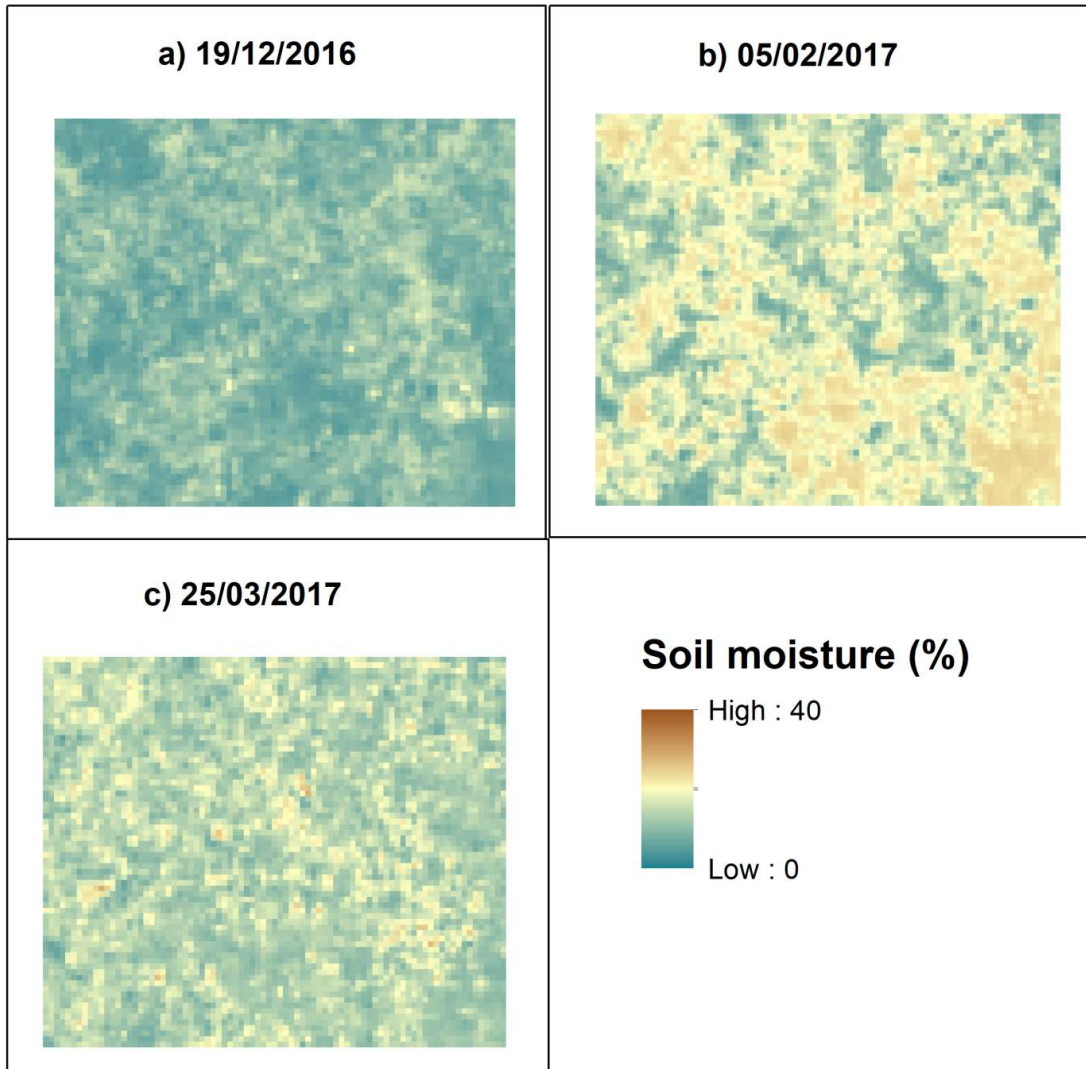 a) 19/12/2016
b) 05/02/2017
c) 25/03/2017
Soil moisture (%)
High : 40
Low : 0